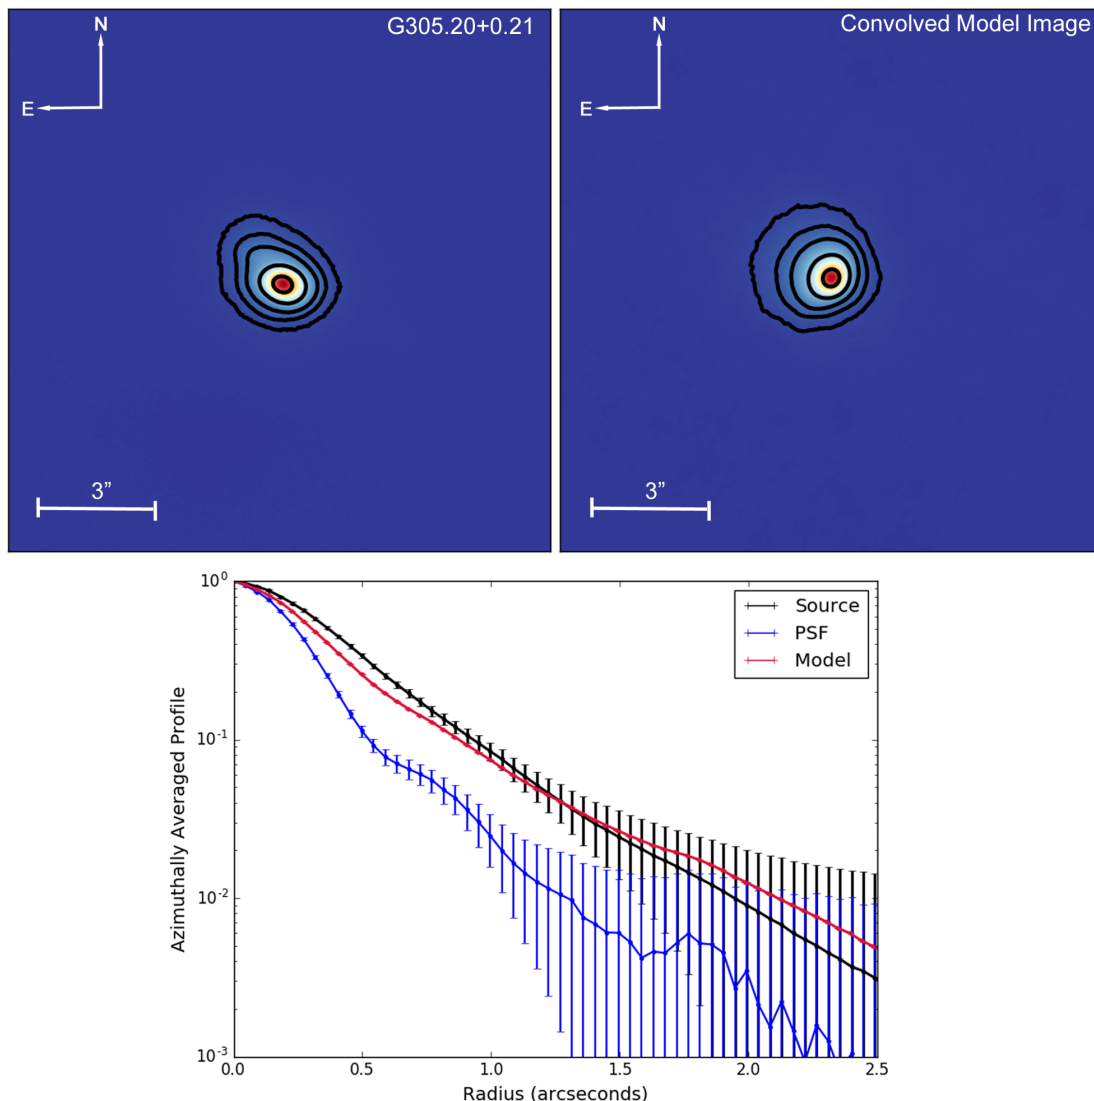 N
G305.20+0.21
E
3”
N
Convolved Model Image
E
3”
Azimuthally Averaged Profile
10^0
10^-1
10^-2
10^-3
Source
PSF
Model
0.0 0.5 1.0 1.5 2.0 2.5
Radius (arcseconds)